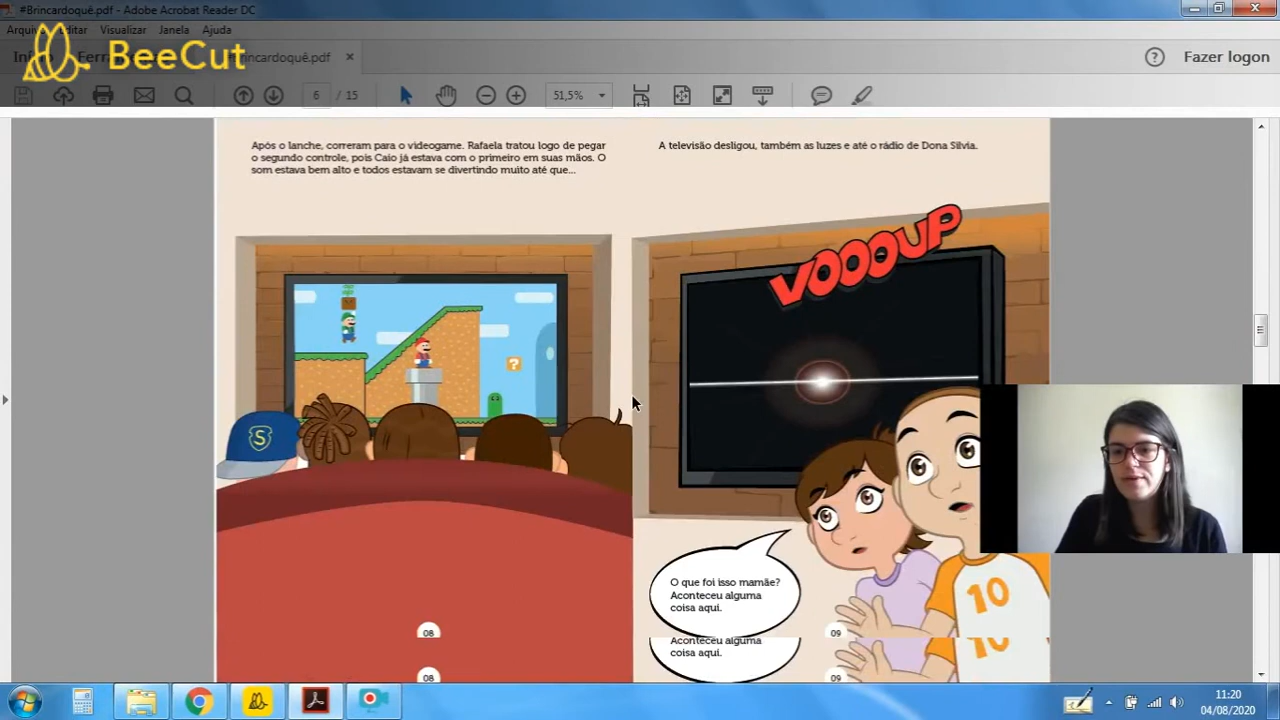 #Brincardoquê.pdf - Adobe Acrobat Reader DC
Editar Visualizar Janela Ajuda
BeeCut
Brincardoquê.pdf
Fazer logon
6 / 15
51,5%
Após o lanche, correram para o videogame. Rafaela tratou logo de pegar
o segundo controle, pois Caio já estava com o primeiro em suas mãos. O
som estava bem alto e todos estavam se divertindo muito até que...
A televisão desligou, também as luzes e até o rádio de Dona Silvia.
VOOOUP
?
S
O que foi isso mamãe?
Aconteceu alguma
coisa aqui.
10
08
09
Aconteceu alguma
coisa aqui.
10
08
09
11:20
04/08/2020